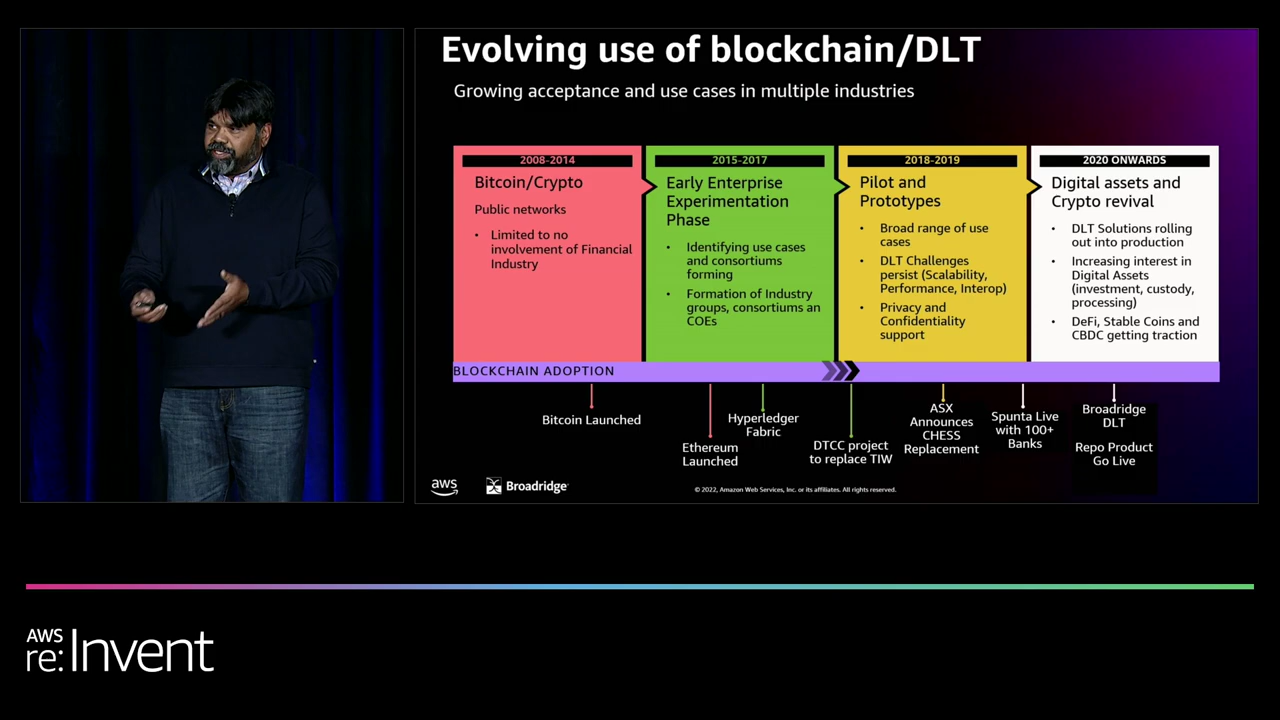 Evolving use of blockchain/DLT
Growing acceptance and use cases in multiple industries
2008-2014
Bitcoin/Crypto
Public networks
• Limited to no
involvement of Financial
Industry
2015-2017
Early Enterprise
Experimentation
Phase
• Identifying use cases
and consortiums
forming
• Formation of Industry
groups, consortiums an
COEs
2018-2019
Pilot and
Prototypes
• Broad range of use
cases
• DLT Challenges
persist (Scalability,
Performance, Interop)
• Privacy and
Confidentiality
support
2020 ONWARDS
Digital assets and
Crypto revival
• DLT Solutions rolling
out into production
• Increasing interest in
Digital Assets
(investment, custody,
processing)
• DeFi, Stable Coins and
CBDC getting traction
BLOCKCHAIN ADOPTION
Bitcoin Launched
Ethereum
Launched
Hyperledger
Fabric
DTCC project
to replace TIW
ASX
Announces
CHESS
Replacement
Spunta Live
with 100+
Banks
Broadridge
DLT
Repo Product
Go Live
aws
Broadridge
© 2022, Amazon Web Services, Inc. or its affiliates. All rights reserved.
AWS
re:Invent